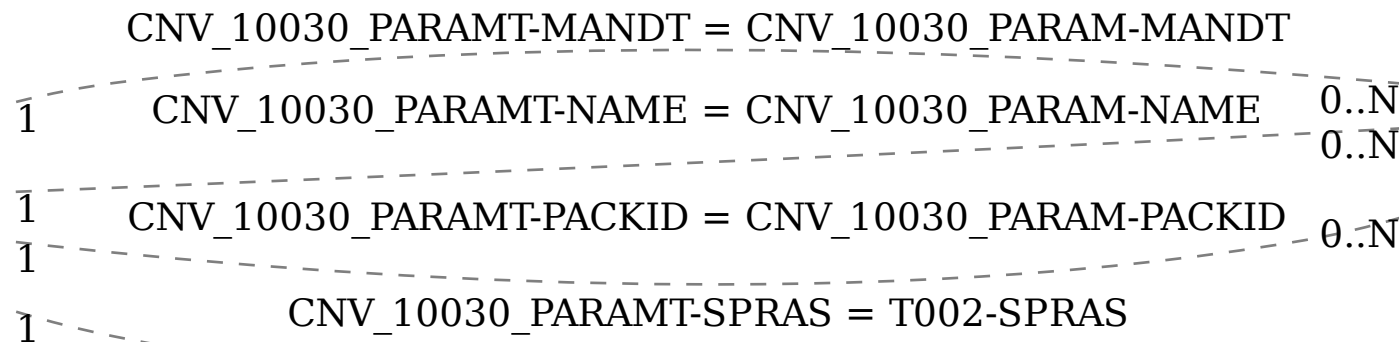 CNV_10030_PARAMT-MANDT = CNV_10030_PARAM-MANDT
1 CNV_10030_PARAMT-NAME = CNV_10030_PARAM-NAME 0..N
0..N
1 CNV_10030_PARAMT-PACKID = CNV_10030_PARAM-PACKID 0..N
1
1 CNV_10030_PARAMT-SPRAS = T002-SPRAS